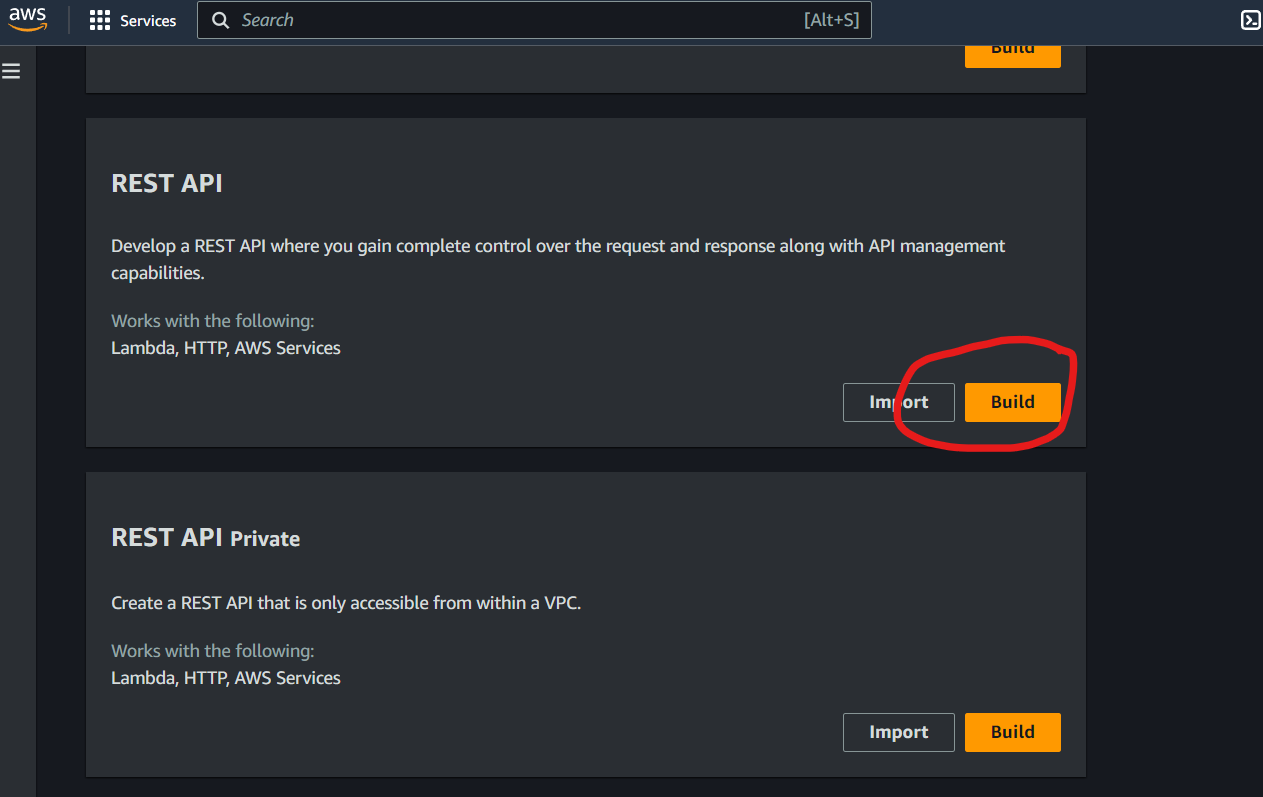 aws
Services
Search
[Alt+S]
Build
REST API
Develop a REST API where you gain complete control over the request and response along with API management
capabilities.
Works with the following:
Lambda, HTTP, AWS Services
Import
Build
REST API Private
Create a REST API that is only accessible from within a VPC.
Works with the following:
Lambda, HTTP, AWS Services
Import
Build